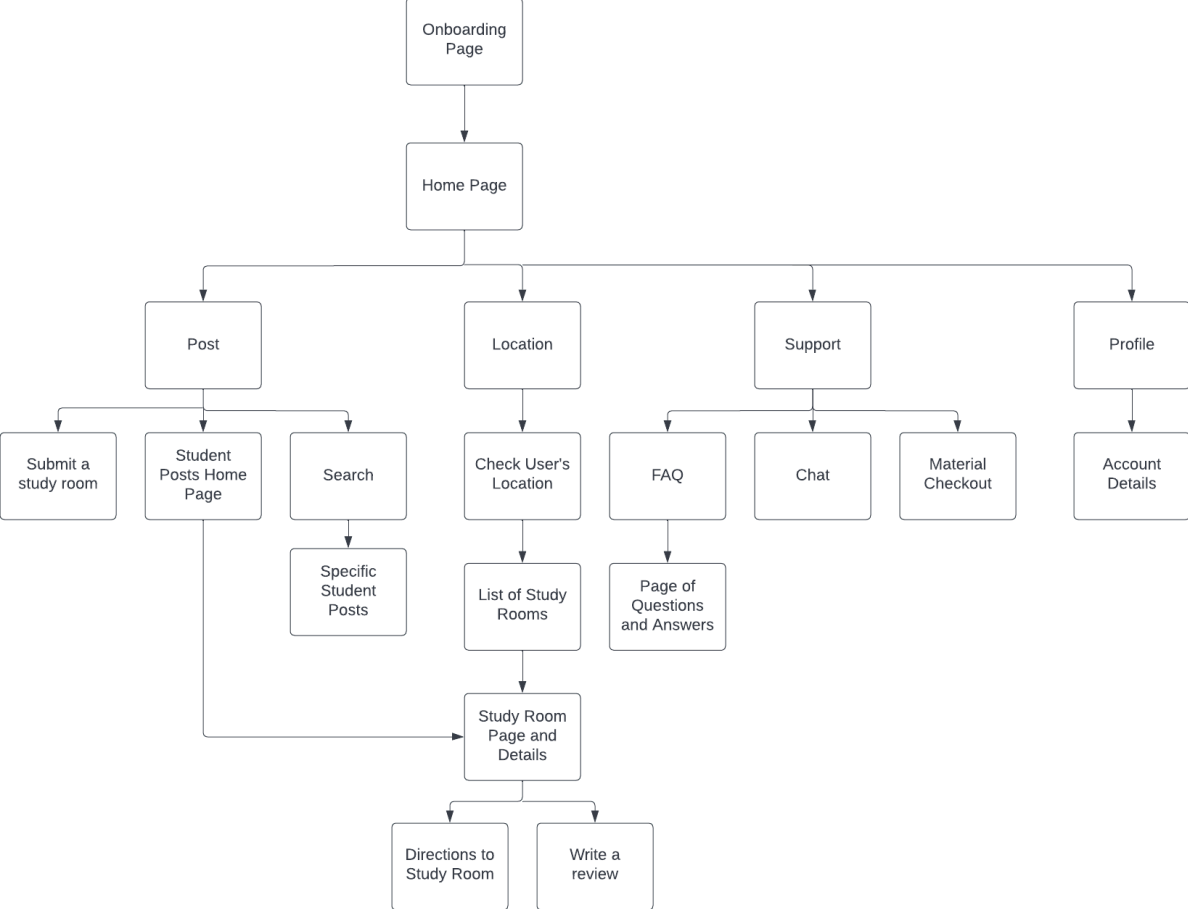 Onboarding
Page
Home Page
Post
Location
Support
Profile
Submit a
study room
Student
Posts Home
Page
Search
Check User's
Location
FAQ
Chat
Material
Checkout
Account
Details
Specific
Student
Posts
List of Study
Rooms
Page of
Questions
and Answers
Study Room
Page and
Details
Directions to
Study Room
Write a
review